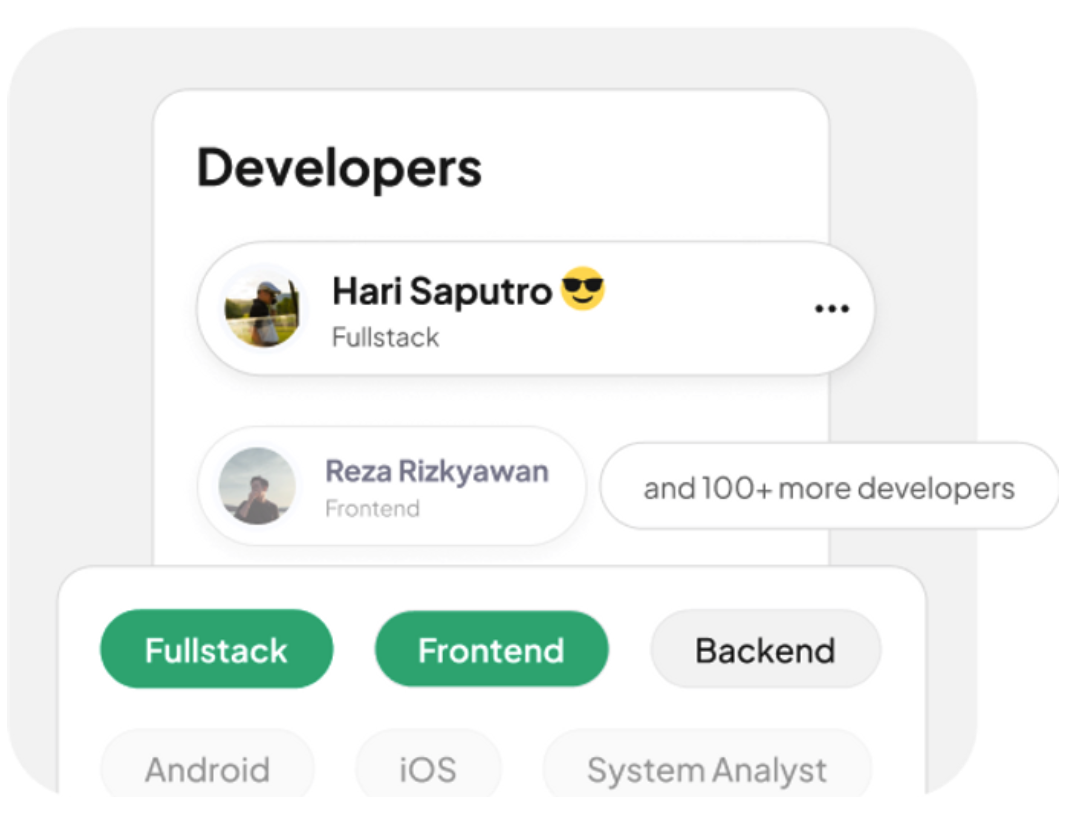 Developers
Hari Saputro 😎
Fullstack
Reza Rizkyawan
Frontend
and 100+ more developers
Fullstack
Frontend
Backend
Android
iOS
System Analyst